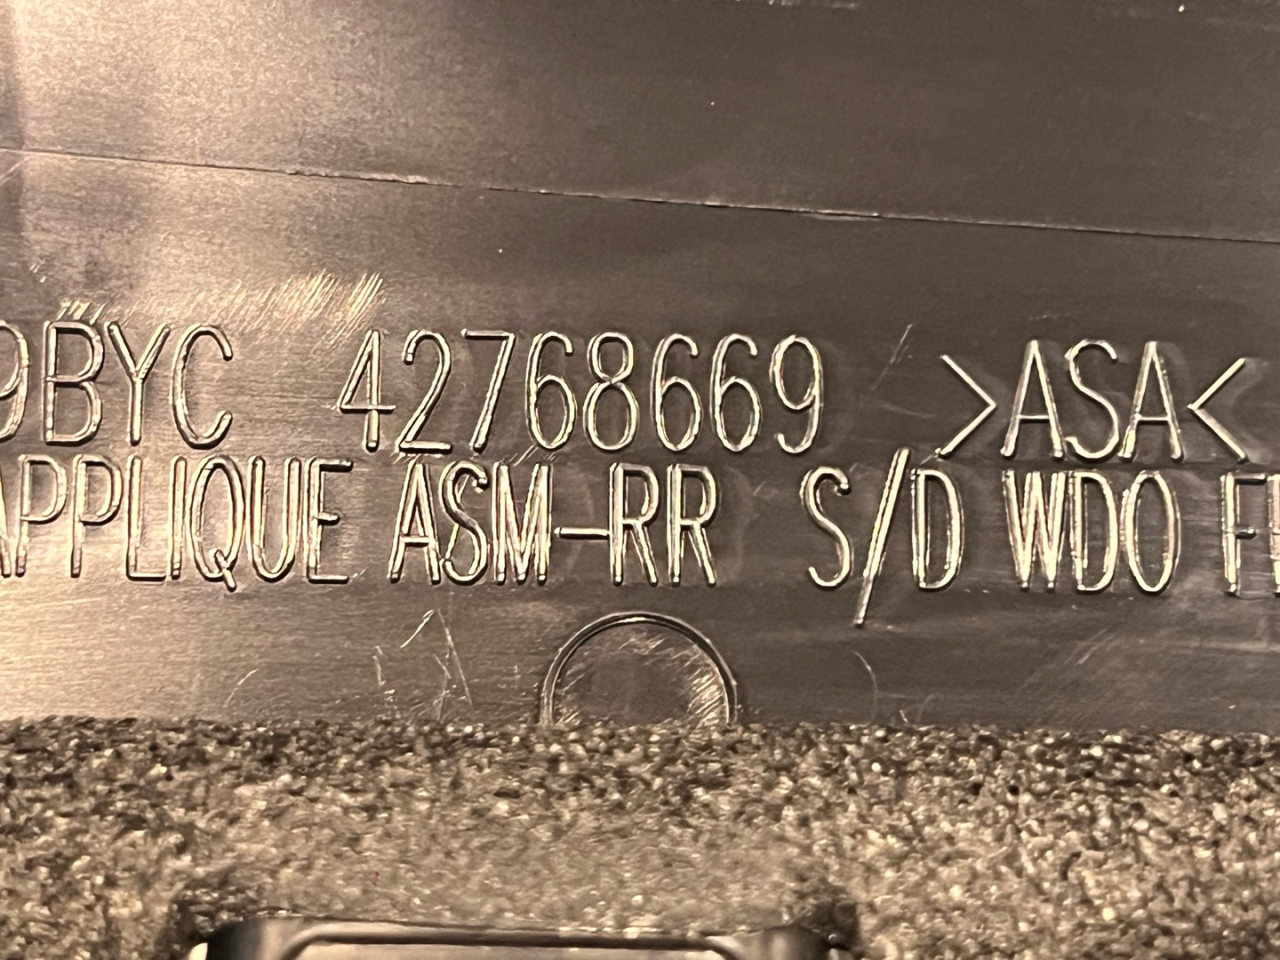 9BYC 42768669 >ASA<
APPLIQUE ASM-RR S/D WDO